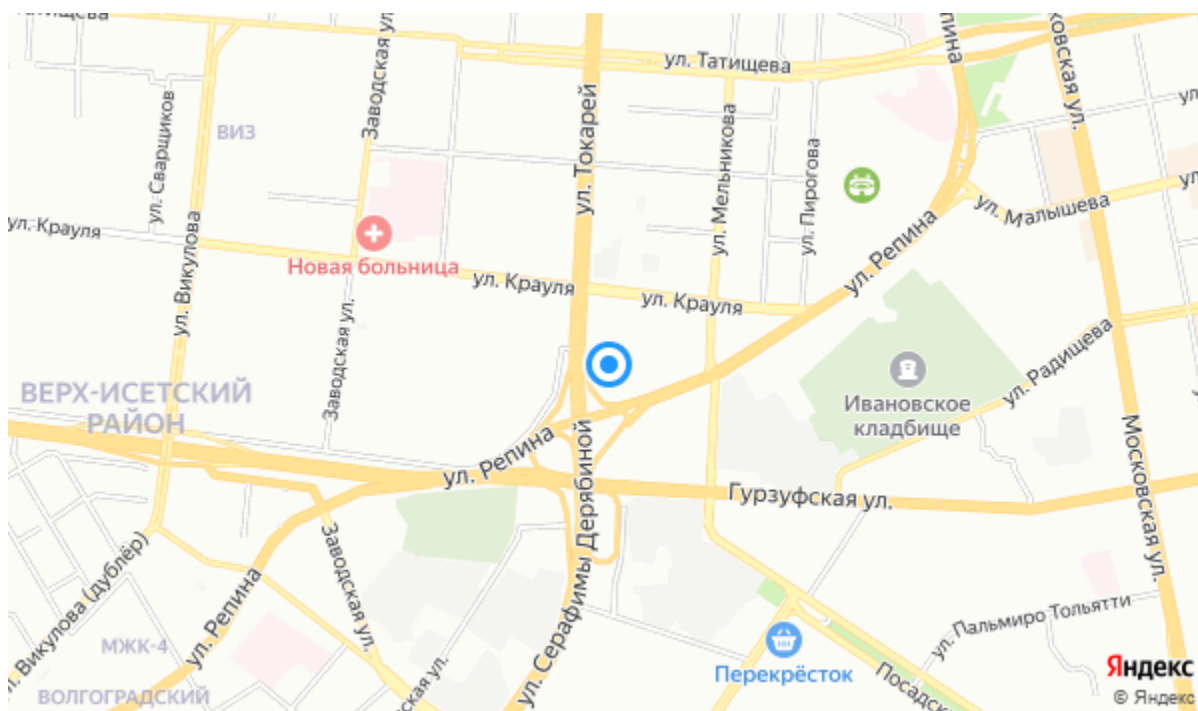 Татищева
ул. Татищева
Заводская ул.
ул. Токарей
ул. Сварщиков
ВИЗ
ул. Мельникова
ул. Пирогова
ул.
ул. Малышева
ул. Репина
ул. Крауля
Новая больница
ул. Викулова
ул. Крауля
ул. Крауля
Заводская ул.
ВЕРХ-ИСЕТСКИЙ
РАЙОН
Ивановское
кладбище
ул. Радищева
Московская ул.
ул. Репина
Гурзуфская ул.
ул. Серафимы Дерябиной
Викулова (дублёр)
Заводская ул.
ул. Репина
МЖК-4
ВОЛГОГРАДСКИЙ
ул. Пальмиро Тольятти
Перекрёсток
Яндекс
© Яндекс